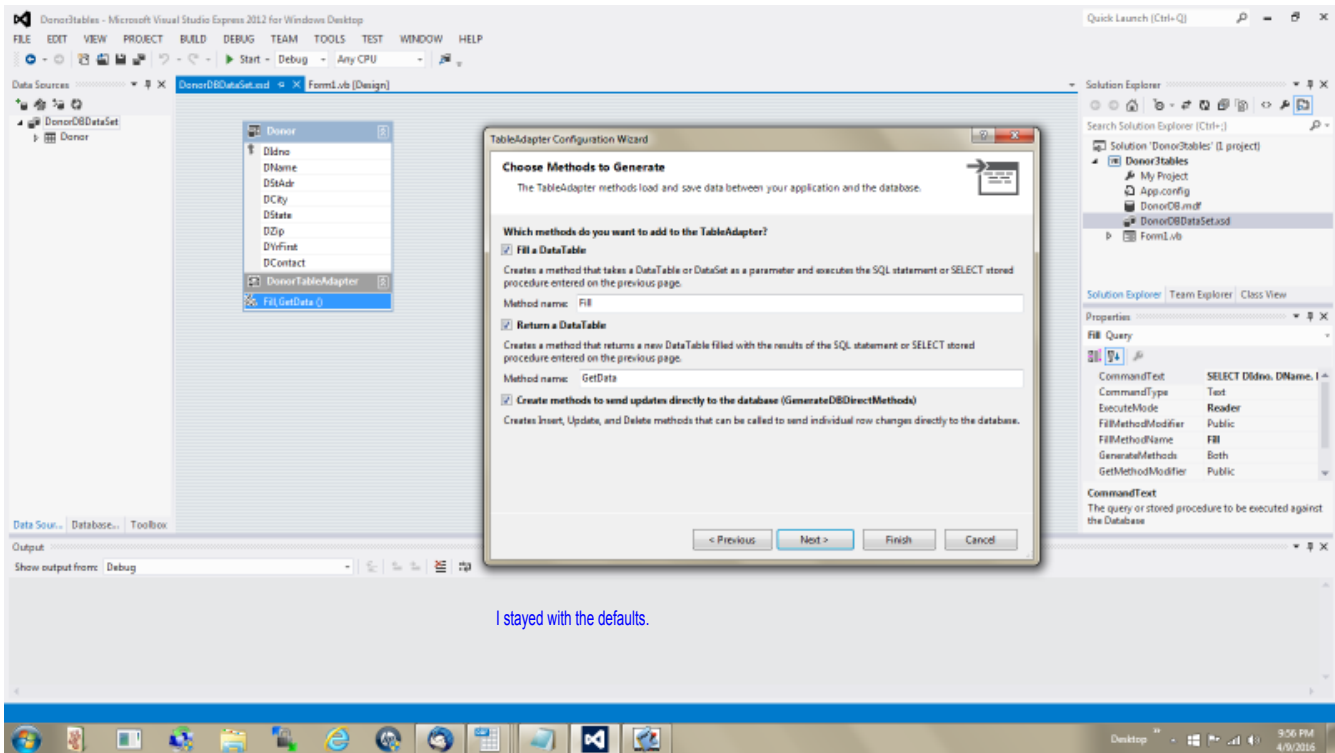 Donor3tables - Microsoft Visual Studio Express 2012 for Windows Desktop
Quick Launch (Ctrl+Q)
FILE EDIT VIEW PROJECT BUILD DEBUG TEAM TOOLS TEST WINDOW HELP
Start - Debug - Any CPU
Data Sources
DonorDBDataSet.xsd
Form1.vb [Design]
DonorDBDataSet
Donor
Donor
DIdno
DName
DStAdr
DCity
DState
DZip
DYrFirst
DContact
DonorTableAdapter
Fill,GetData ()
TableAdapter Configuration Wizard
Choose Methods to Generate
The TableAdapter methods load and save data between your application and the database.
Which methods do you want to add to the TableAdapter?
Fill a DataTable
Creates a method that takes a DataTable or DataSet as a parameter and executes the SQL statement or SELECT stored
procedure entered on the previous page.
Method name: Fill
Return a DataTable
Creates a method that returns a new DataTable filled with the results of the SQL statement or SELECT stored
procedure entered on the previous page.
Method name: GetData
Create methods to send updates directly to the database (GenerateDBDirectMethods)
Creates Insert, Update, and Delete methods that can be called to send individual row changes directly to the database.
< Previous
Next >
Finish
Cancel
Solution Explorer
Search Solution Explorer (Ctrl+;)
Solution 'Donor3tables' (1 project)
Donor3tables
My Project
App.config
DonorDB.mdf
DonorDBDataSet.xsd
Form1.vb
Solution Explorer Team Explorer Class View
Properties
Fill Query
CommandText SELECT DIdno, DName, 
CommandType Text
ExecuteMode Reader
FillMethodModifier Public
FillMethodName Fill
GenerateMethods Both
GetMethodModifier Public
CommandText
The query or stored procedure to be executed against
the Database
Data Sour... Database... Toolbox
Output
Show output from: Debug
I stayed with the defaults.
Desktop
9:56 PM
4/9/2016